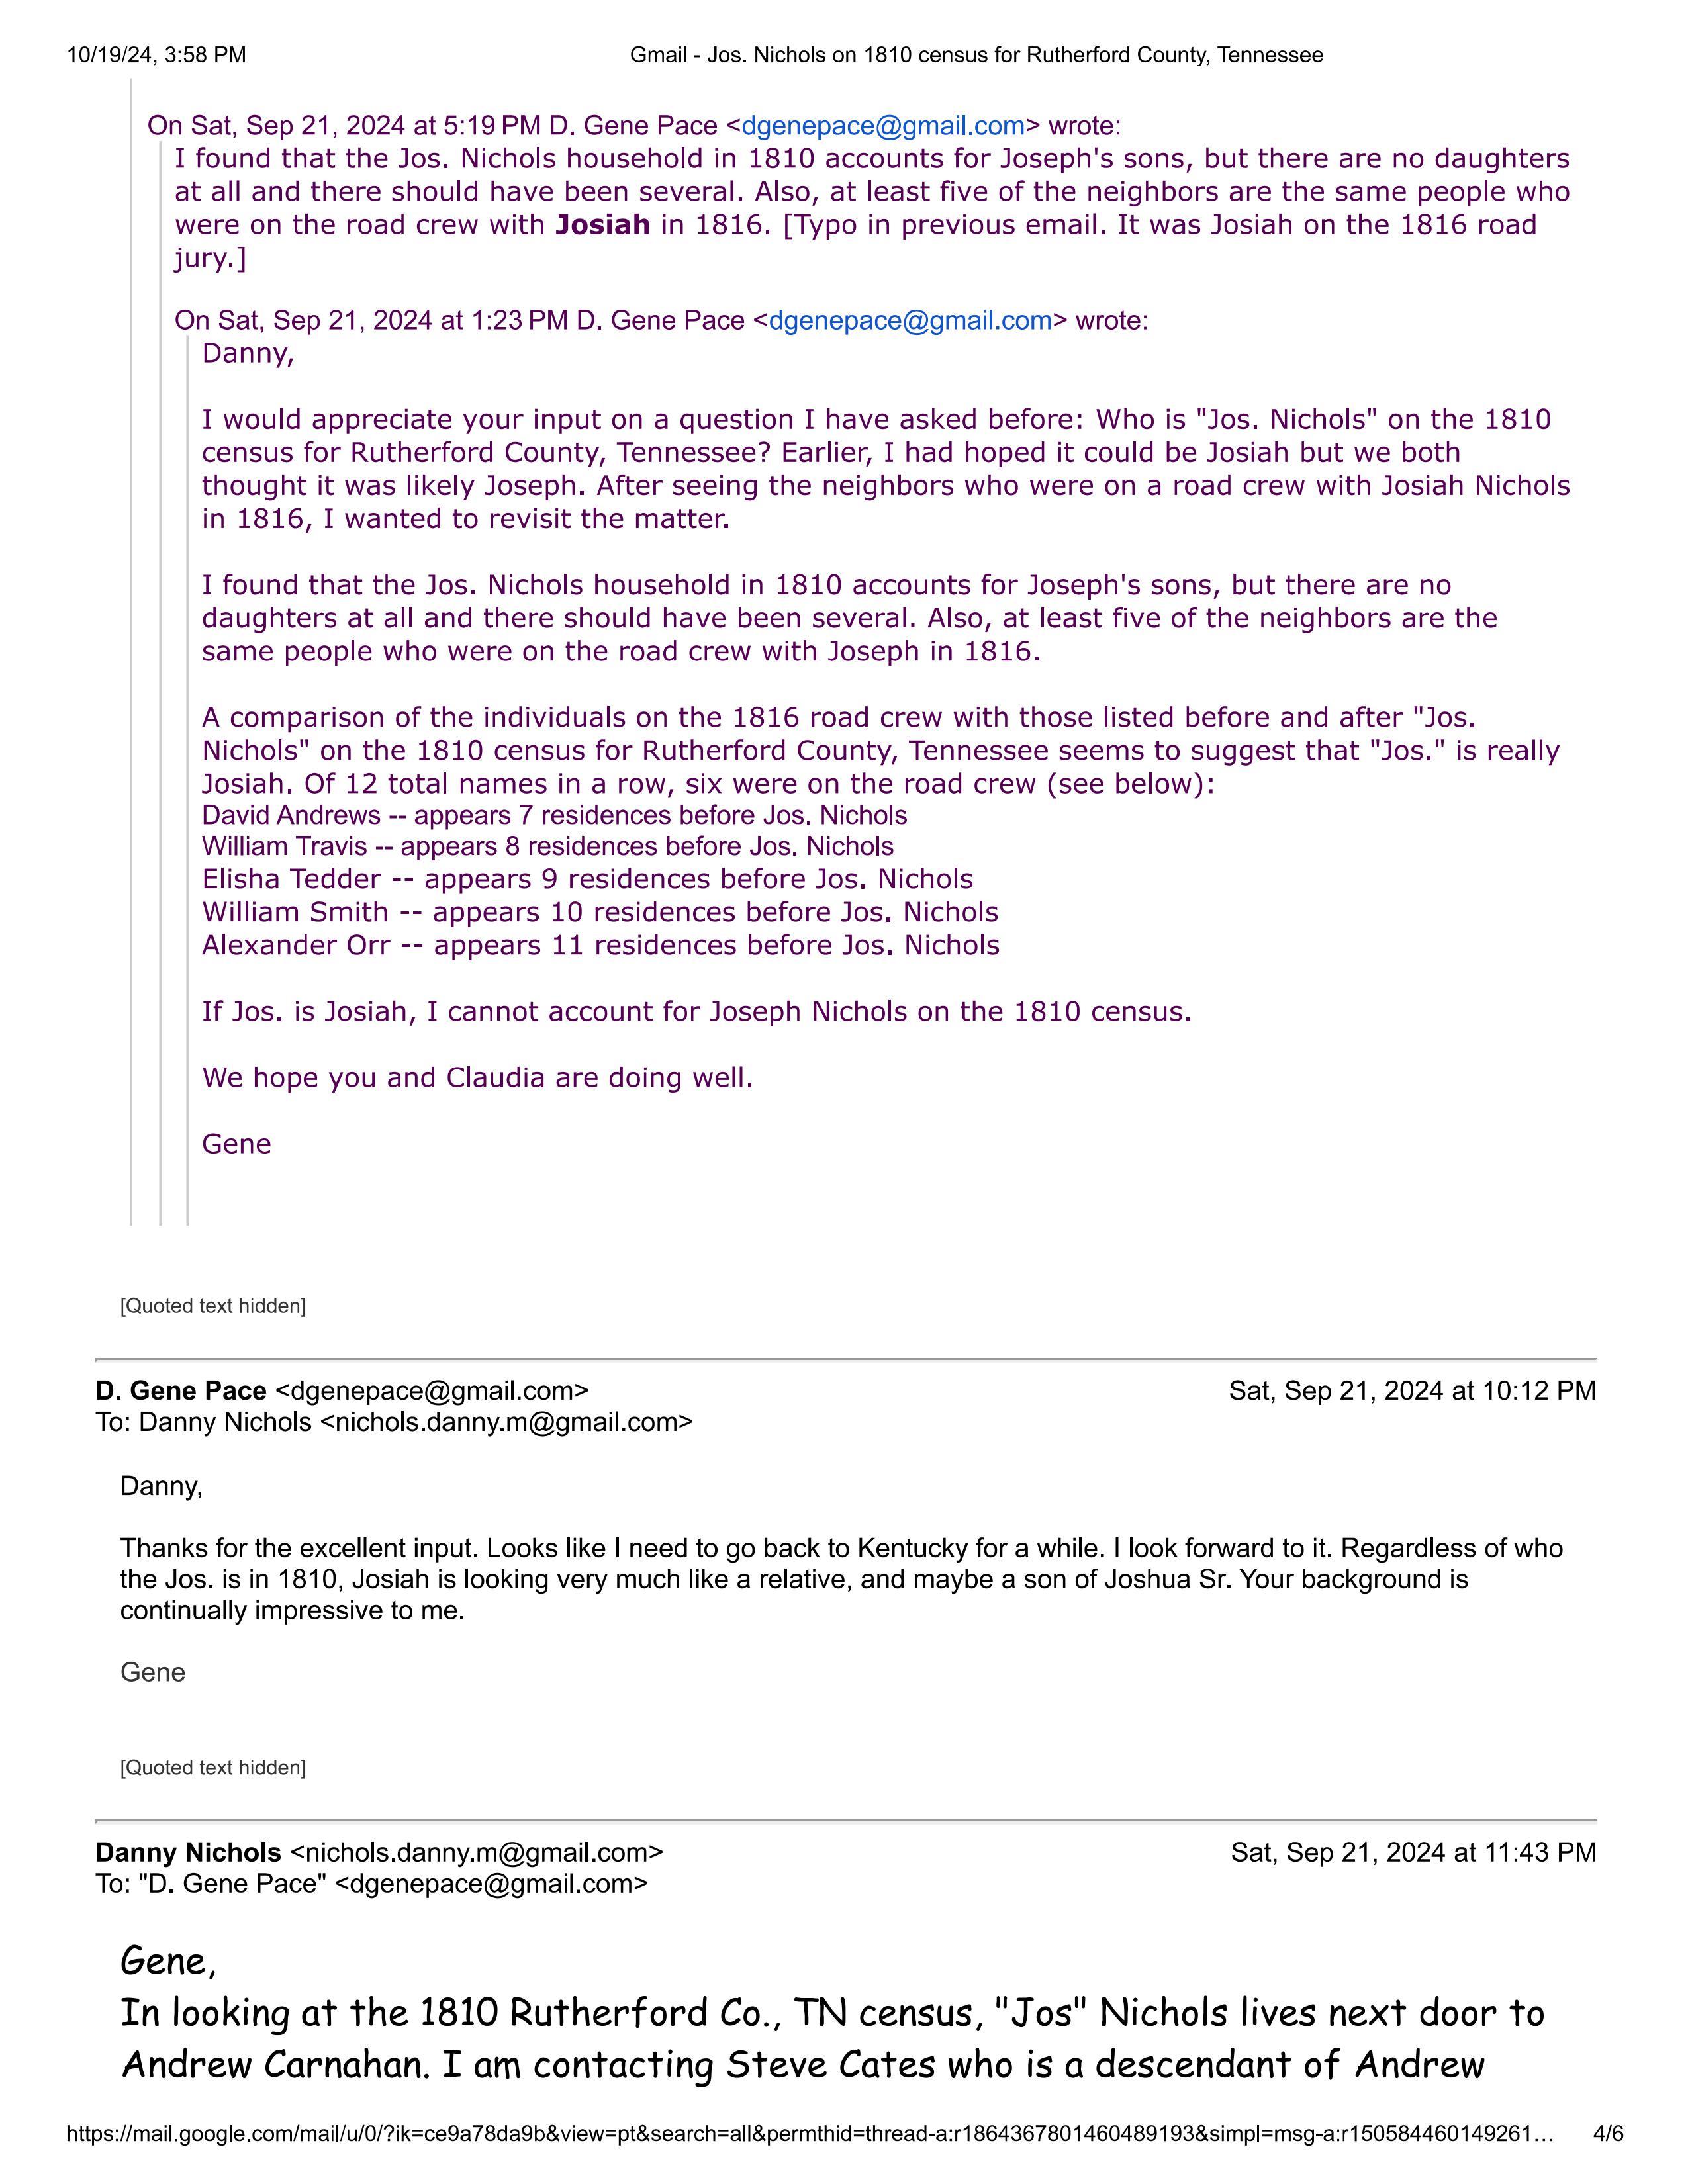 10/19/24, 3:58 PM
Gmail - Jos. Nichols on 1810 census for Rutherford County, Tennessee
On Sat, Sep 21, 2024 at 5:19 PM D. Gene Pace <dgenepace@gmail.com> wrote:
I found that the Jos. Nichols household in 1810 accounts for Joseph's sons, but there are no daughters
at all and there should have been several. Also, at least five of the neighbors are the same people who
were on the road crew with Josiah in 1816. [Typo in previous email. It was Josiah on the 1816 road
jury.]
On Sat, Sep 21, 2024 at 1:23 PM D. Gene Pace <dgenepace@gmail.com> wrote:
Danny,
I would appreciate your input on a question I have asked before: Who is "Jos. Nichols" on the 1810
census for Rutherford County, Tennessee? Earlier, I had hoped it could be Josiah but we both
thought it was likely Joseph. After seeing the neighbors who were on a road crew with Josiah Nichols
in 1816, I wanted to revisit the matter.
I found that the Jos. Nichols household in 1810 accounts for Joseph's sons, but there are no
daughters at all and there should have been several. Also, at least five of the neighbors are the
same people who were on the road crew with Joseph in 1816.
A comparison of the individuals on the 1816 road crew with those listed before and after "Jos.
Nichols" on the 1810 census for Rutherford County, Tennessee seems to suggest that "Jos." is really
Josiah. Of 12 total names in a row, six were on the road crew (see below):
David Andrews -- appears 7 residences before Jos. Nichols
William Travis -- appears 8 residences before Jos. Nichols
Elisha Tedder -- appears 9 residences before Jos. Nichols
William Smith -- appears 10 residences before Jos. Nichols
Alexander Orr -- appears 11 residences before Jos. Nichols
If Jos. is Josiah, I cannot account for Joseph Nichols on the 1810 census.
We hope you and Claudia are doing well.
Gene
[Quoted text hidden]
D. Gene Pace <dgenepace@gmail.com>
Sat, Sep 21, 2024 at 10:12 PM
To: Danny Nichols <nichols.danny.m@gmail.com>
Danny,
Thanks for the excellent input. Looks like I need to go back to Kentucky for a while. I look forward to it. Regardless of who
the Jos. is in 1810, Josiah is looking very much like a relative, and maybe a son of Joshua Sr. Your background is
continually impressive to me.
Gene
[Quoted text hidden]
Danny Nichols <nichols.danny.m@gmail.com>
Sat, Sep 21, 2024 at 11:43 PM
To: "D. Gene Pace" <dgenepace@gmail.com>
Gene,
In looking at the 1810 Rutherford Co., TN census, "Jos" Nichols lives next door to
Andrew Carnahan. I am contacting Steve Cates who is a descendant of Andrew
https://mail.google.com/mail/u/0/?ik=ce9a78da9b&view=pt&search=all&permthid=thread-a:r1864367801460489193&simpl=msg-a:r150584460149261…
4/6